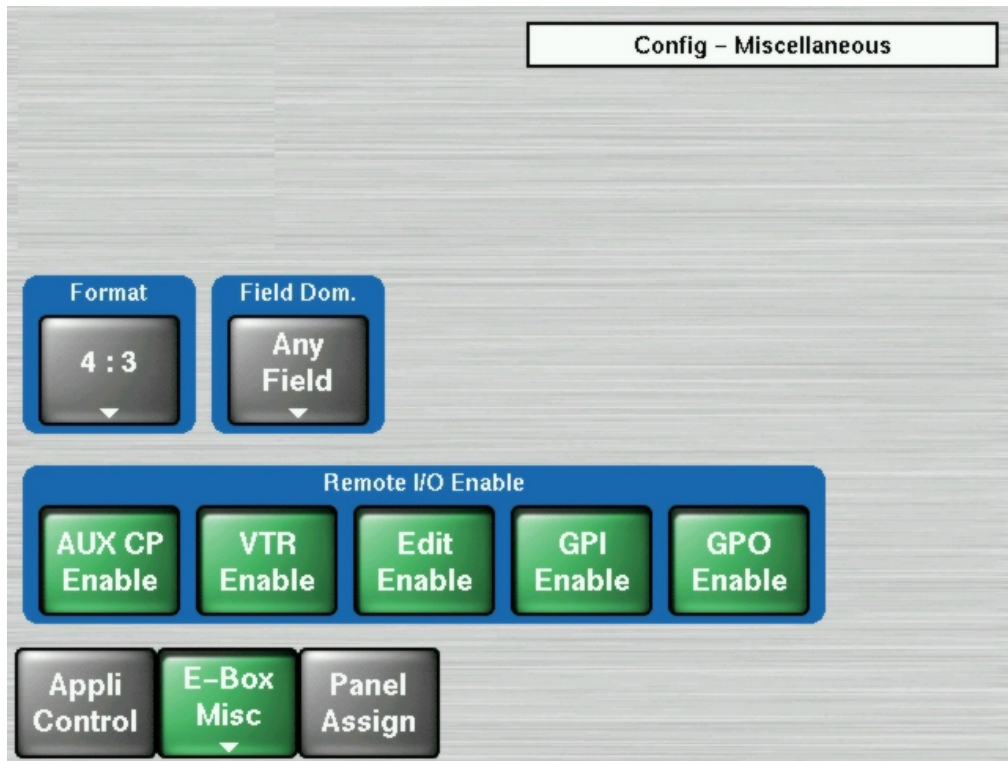 Config – Miscellaneous
Format
4 : 3
Field Dom.
Any
Field
Remote I/O Enable
AUX CP
Enable
VTR
Enable
Edit
Enable
GPI
Enable
GPO
Enable
Appli
Control
E–Box
Misc
Panel
Assign